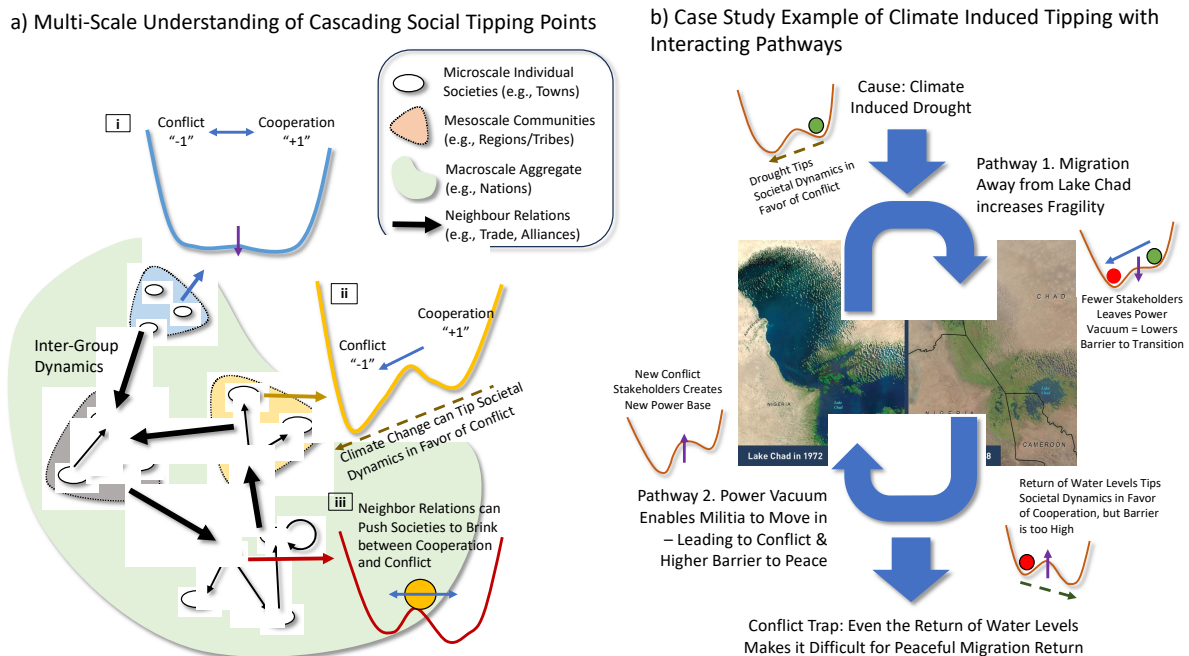 a) Multi-Scale Understanding of Cascading Social Tipping Points
Microscale Individual
Societies (e.g., Towns)
Mesoscale Communities
(e.g., Regions/Tribes)
Macroscale Aggregate
(e.g., Nations)
Neighbour Relations
(e.g., Trade, Alliances)
i
Conflict
“-1”
Cooperation
“+1”
Inter-Group
Dynamics
ii
Cooperation
“+1”
Conflict
“-1”
Climate Change can Tip Societal
Dynamics in Favor of Conflict
iii
Neighbor Relations can
Push Societies to Brink
between Cooperation
and Conflict
b) Case Study Example of Climate Induced Tipping with
Interacting Pathways
Cause: Climate
Induced Drought
Drought Tips
Societal Dynamics in
Favor of Conflict
Pathway 1. Migration
Away from Lake Chad
increases Fragility
Fewer Stakeholders
Leaves Power
Vacuum = Lowers
Barrier to Transition
New Conflict
Stakeholders Creates
New Power Base
NIGERIA
Lake
Chad
Lake Chad in 1972
CHAD
Lake
Chad
NIGERIA
CAMEROON
8
Pathway 2. Power Vacuum
Enables Militia to Move in
– Leading to Conflict &
Higher Barrier to Peace
Return of Water Levels Tips
Societal Dynamics in Favor
of Cooperation, but Barrier
is too High
Conflict Trap: Even the Return of Water Levels
Makes it Difficult for Peaceful Migration Return